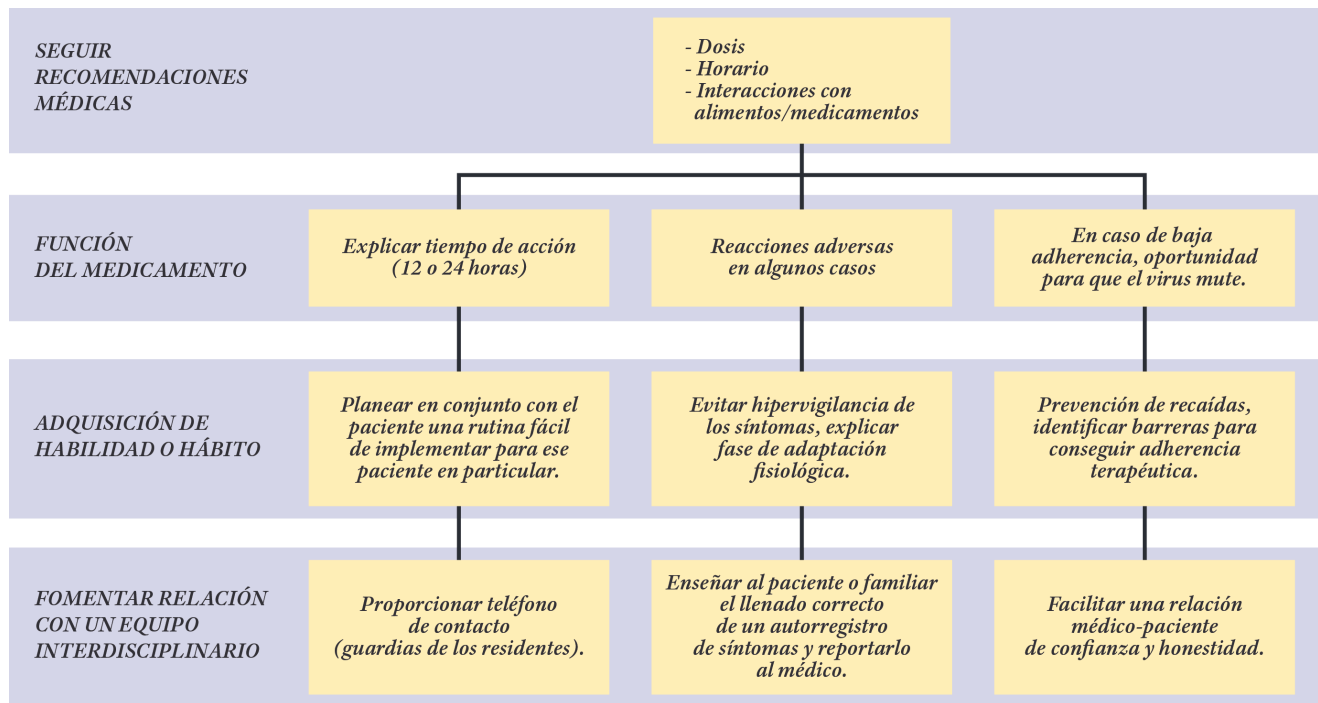 SEGUIR
RECOMENDACIONES
MÉDICAS
- Dosis
- Horario
- Interacciones con
alimentos/medicamentos
FUNCIÓN
DEL MEDICAMENTO
Explicar tiempo de acción
(12 o 24 horas)
Reacciones adversas
en algunos casos
En caso de baja
adherencia, oportunidad
para que el virus mute.
ADQUISICIÓN DE
HABILIDAD O HÁBITO
Planear en conjunto con el
paciente una rutina fácil
de implementar para ese
paciente en particular.
Evitar hipervigilancia de
los síntomas, explicar
fase de adaptación
fisiológica.
Prevención de recaídas,
identificar barreras para
conseguir adherencia
terapéutica.
FOMENTAR RELACIÓN
CON UN EQUIPO
INTERDISCIPLINARIO
Proporcionar teléfono
de contacto
(guardias de los residentes).
Enseñar al paciente o familiar
el llenado correcto
de un autorregistro
de síntomas y reportarlo
al médico.
Facilitar una relación
médico-paciente
de confianza y honestidad.